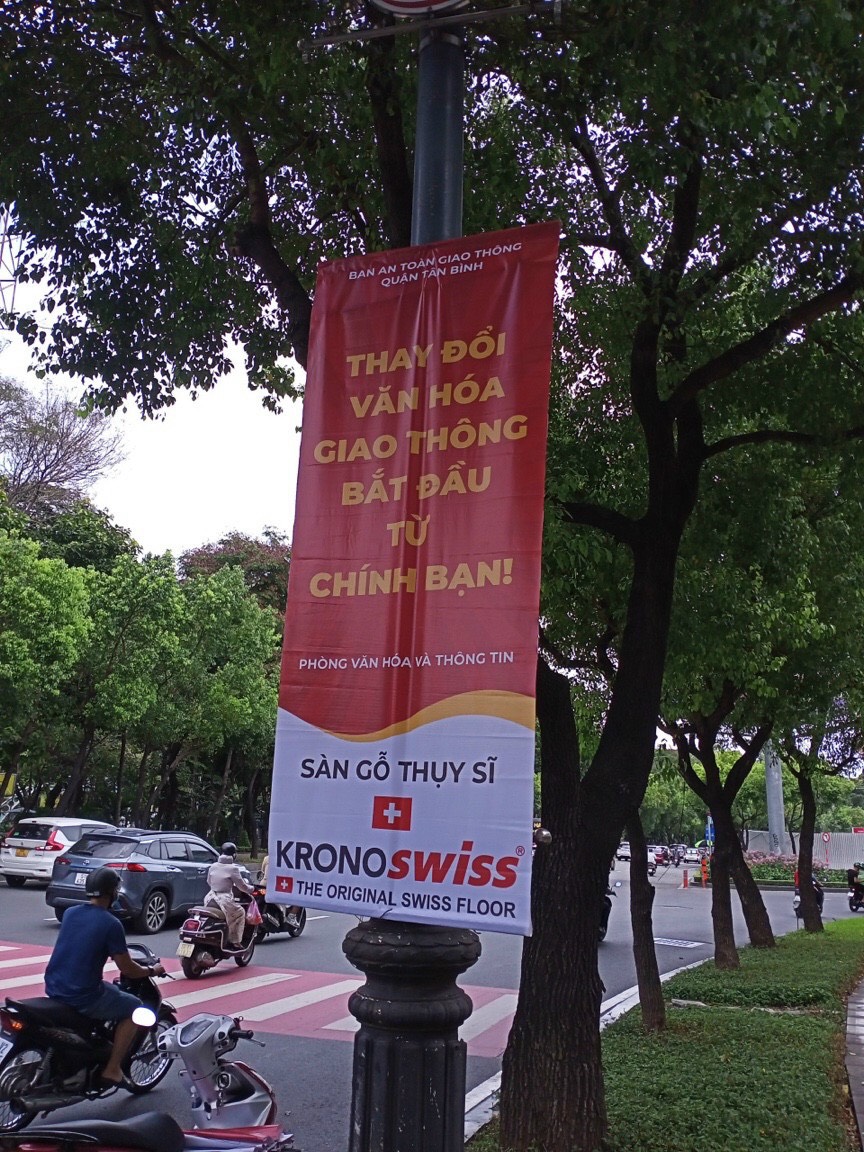 BAN AN TOÀN GIAO THÔNG
QUẬN TÂN BÌNH
THAY ĐỔI
VĂN HÓA
GIAO THÔNG
BẮT ĐẦU
TỪ
CHÍNH BẠN!
PHÒNG VĂN HÓA VÀ THÔNG TIN
SÀN GỖ THỤY SĨ
KRONOSWISS®
THE ORIGINAL SWISS FLOOR